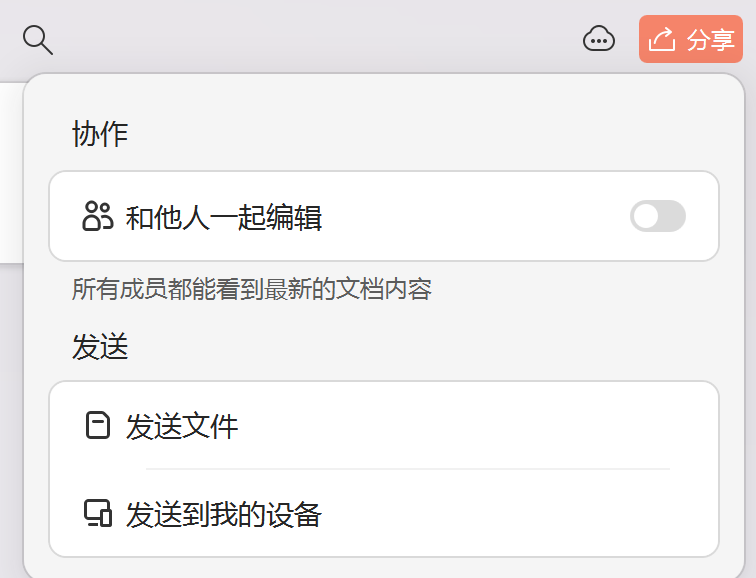 分享
协作
和他人一起编辑
所有成员都能看到最新的文档内容
发送
发送文件
发送到我的设备